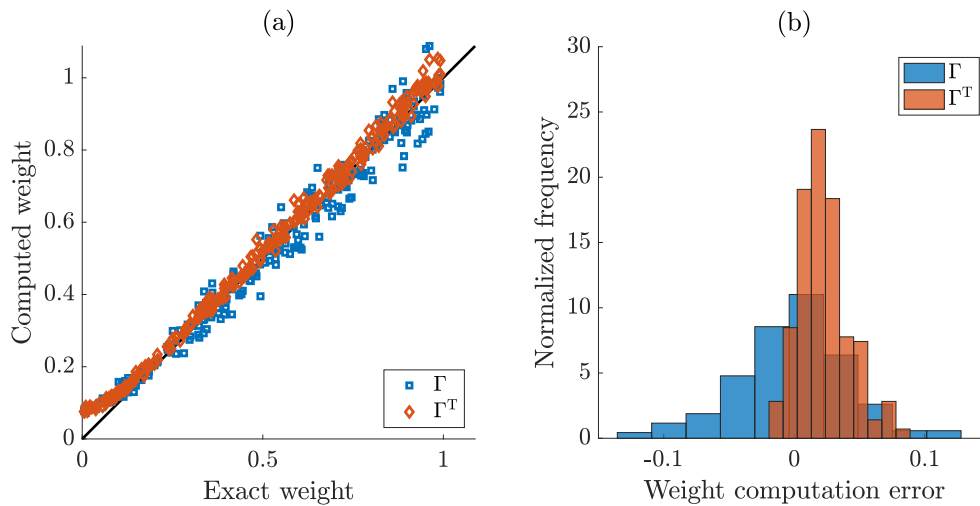 (a)
Computed weight
1
0.8
0.6
0.4
0.2
0
0
0.5
1
Exact weight
Γ
Γᵀ
(b)
Normalized frequency
30
25
20
15
10
5
0
-0.1
0
0.1
Weight computation error
Γ
Γᵀ